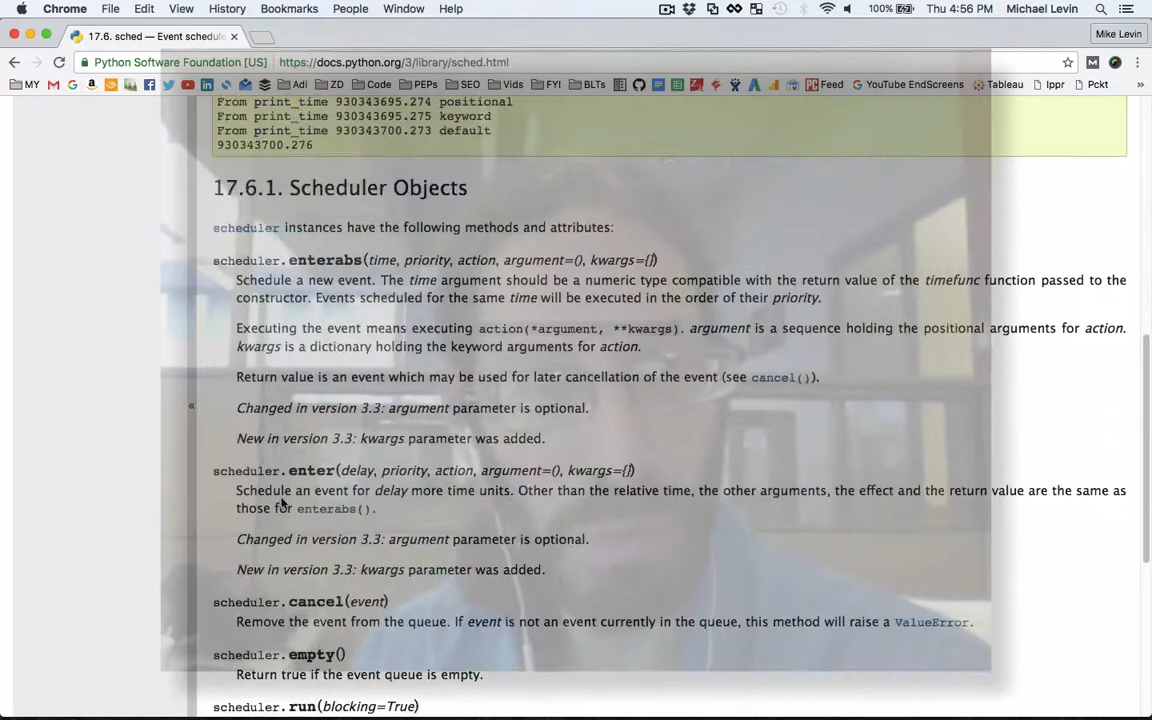 Chrome File Edit View History Bookmarks People Window Help 100% Thu 4:56 PM Michael Levin
17.6. sched — Event schedule × Mike Levin
Python Software Foundation [US] https://docs.python.org/3/library/sched.html
MY Adi ZD Code PEPs SEO Vids FYI BLTs Feed YouTube EndScreens Tableau Ippr Pckt »
From print_time 930343695.274 positional
From print_time 930343695.275 keyword
From print_time 930343700.273 default
930343700.276
17.6.1. Scheduler Objects
scheduler instances have the following methods and attributes:
scheduler.enterabs(time, priority, action, argument=(), kwargs={})
Schedule a new event. The time argument should be a numeric type compatible with the return value of the timefunc function passed to the
constructor. Events scheduled for the same time will be executed in the order of their priority.
Executing the event means executing action(*argument, **kwargs). argument is a sequence holding the positional arguments for action.
kwargs is a dictionary holding the keyword arguments for action.
Return value is an event which may be used for later cancellation of the event (see cancel()).
«
Changed in version 3.3: argument parameter is optional.
New in version 3.3: kwargs parameter was added.
scheduler.enter(delay, priority, action, argument=(), kwargs={})
Schedule an event for delay more time units. Other than the relative time, the other arguments, the effect and the return value are the same as
those for enterabs().
Changed in version 3.3: argument parameter is optional.
New in version 3.3: kwargs parameter was added.
scheduler.cancel(event)
Remove the event from the queue. If event is not an event currently in the queue, this method will raise a ValueError.
scheduler.empty()
Return true if the event queue is empty.
scheduler.run(blocking=True)